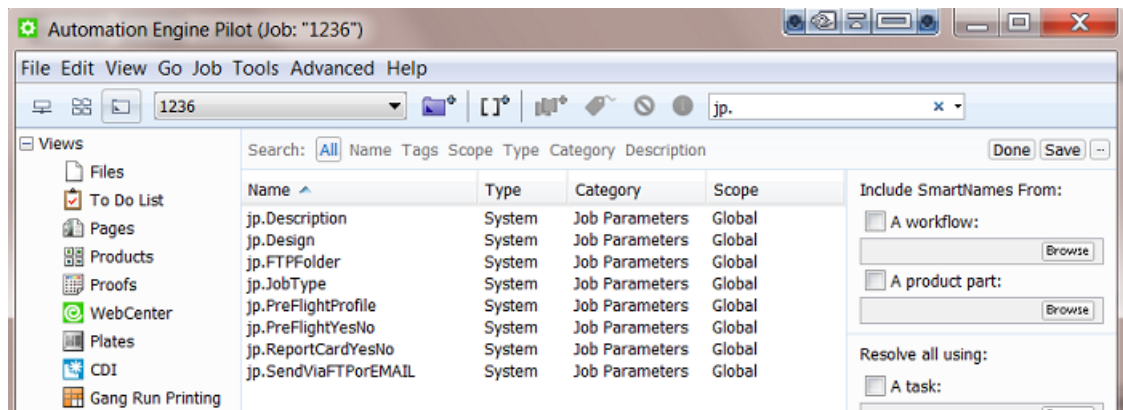 Automation Engine Pilot (Job: "1236")
File Edit View Go Job Tools Advanced Help
1236 jp.
Views
Files
To Do List
Pages
Products
Proofs
WebCenter
Plates
CDI
Gang Run Printing
Search: All Name Tags Scope Type Category Description Done Save
Name Type Category Scope
jp.Description System Job Parameters Global
jp.Design System Job Parameters Global
jp.FTPFolder System Job Parameters Global
jp.JobType System Job Parameters Global
jp.PreFlightProfile System Job Parameters Global
jp.PreFlightYesNo System Job Parameters Global
jp.ReportCardYesNo System Job Parameters Global
jp.SendViaFTPorEMAIL System Job Parameters Global
Include SmartNames From:
A workflow:
Browse
A product part:
Browse
Resolve all using:
A task: